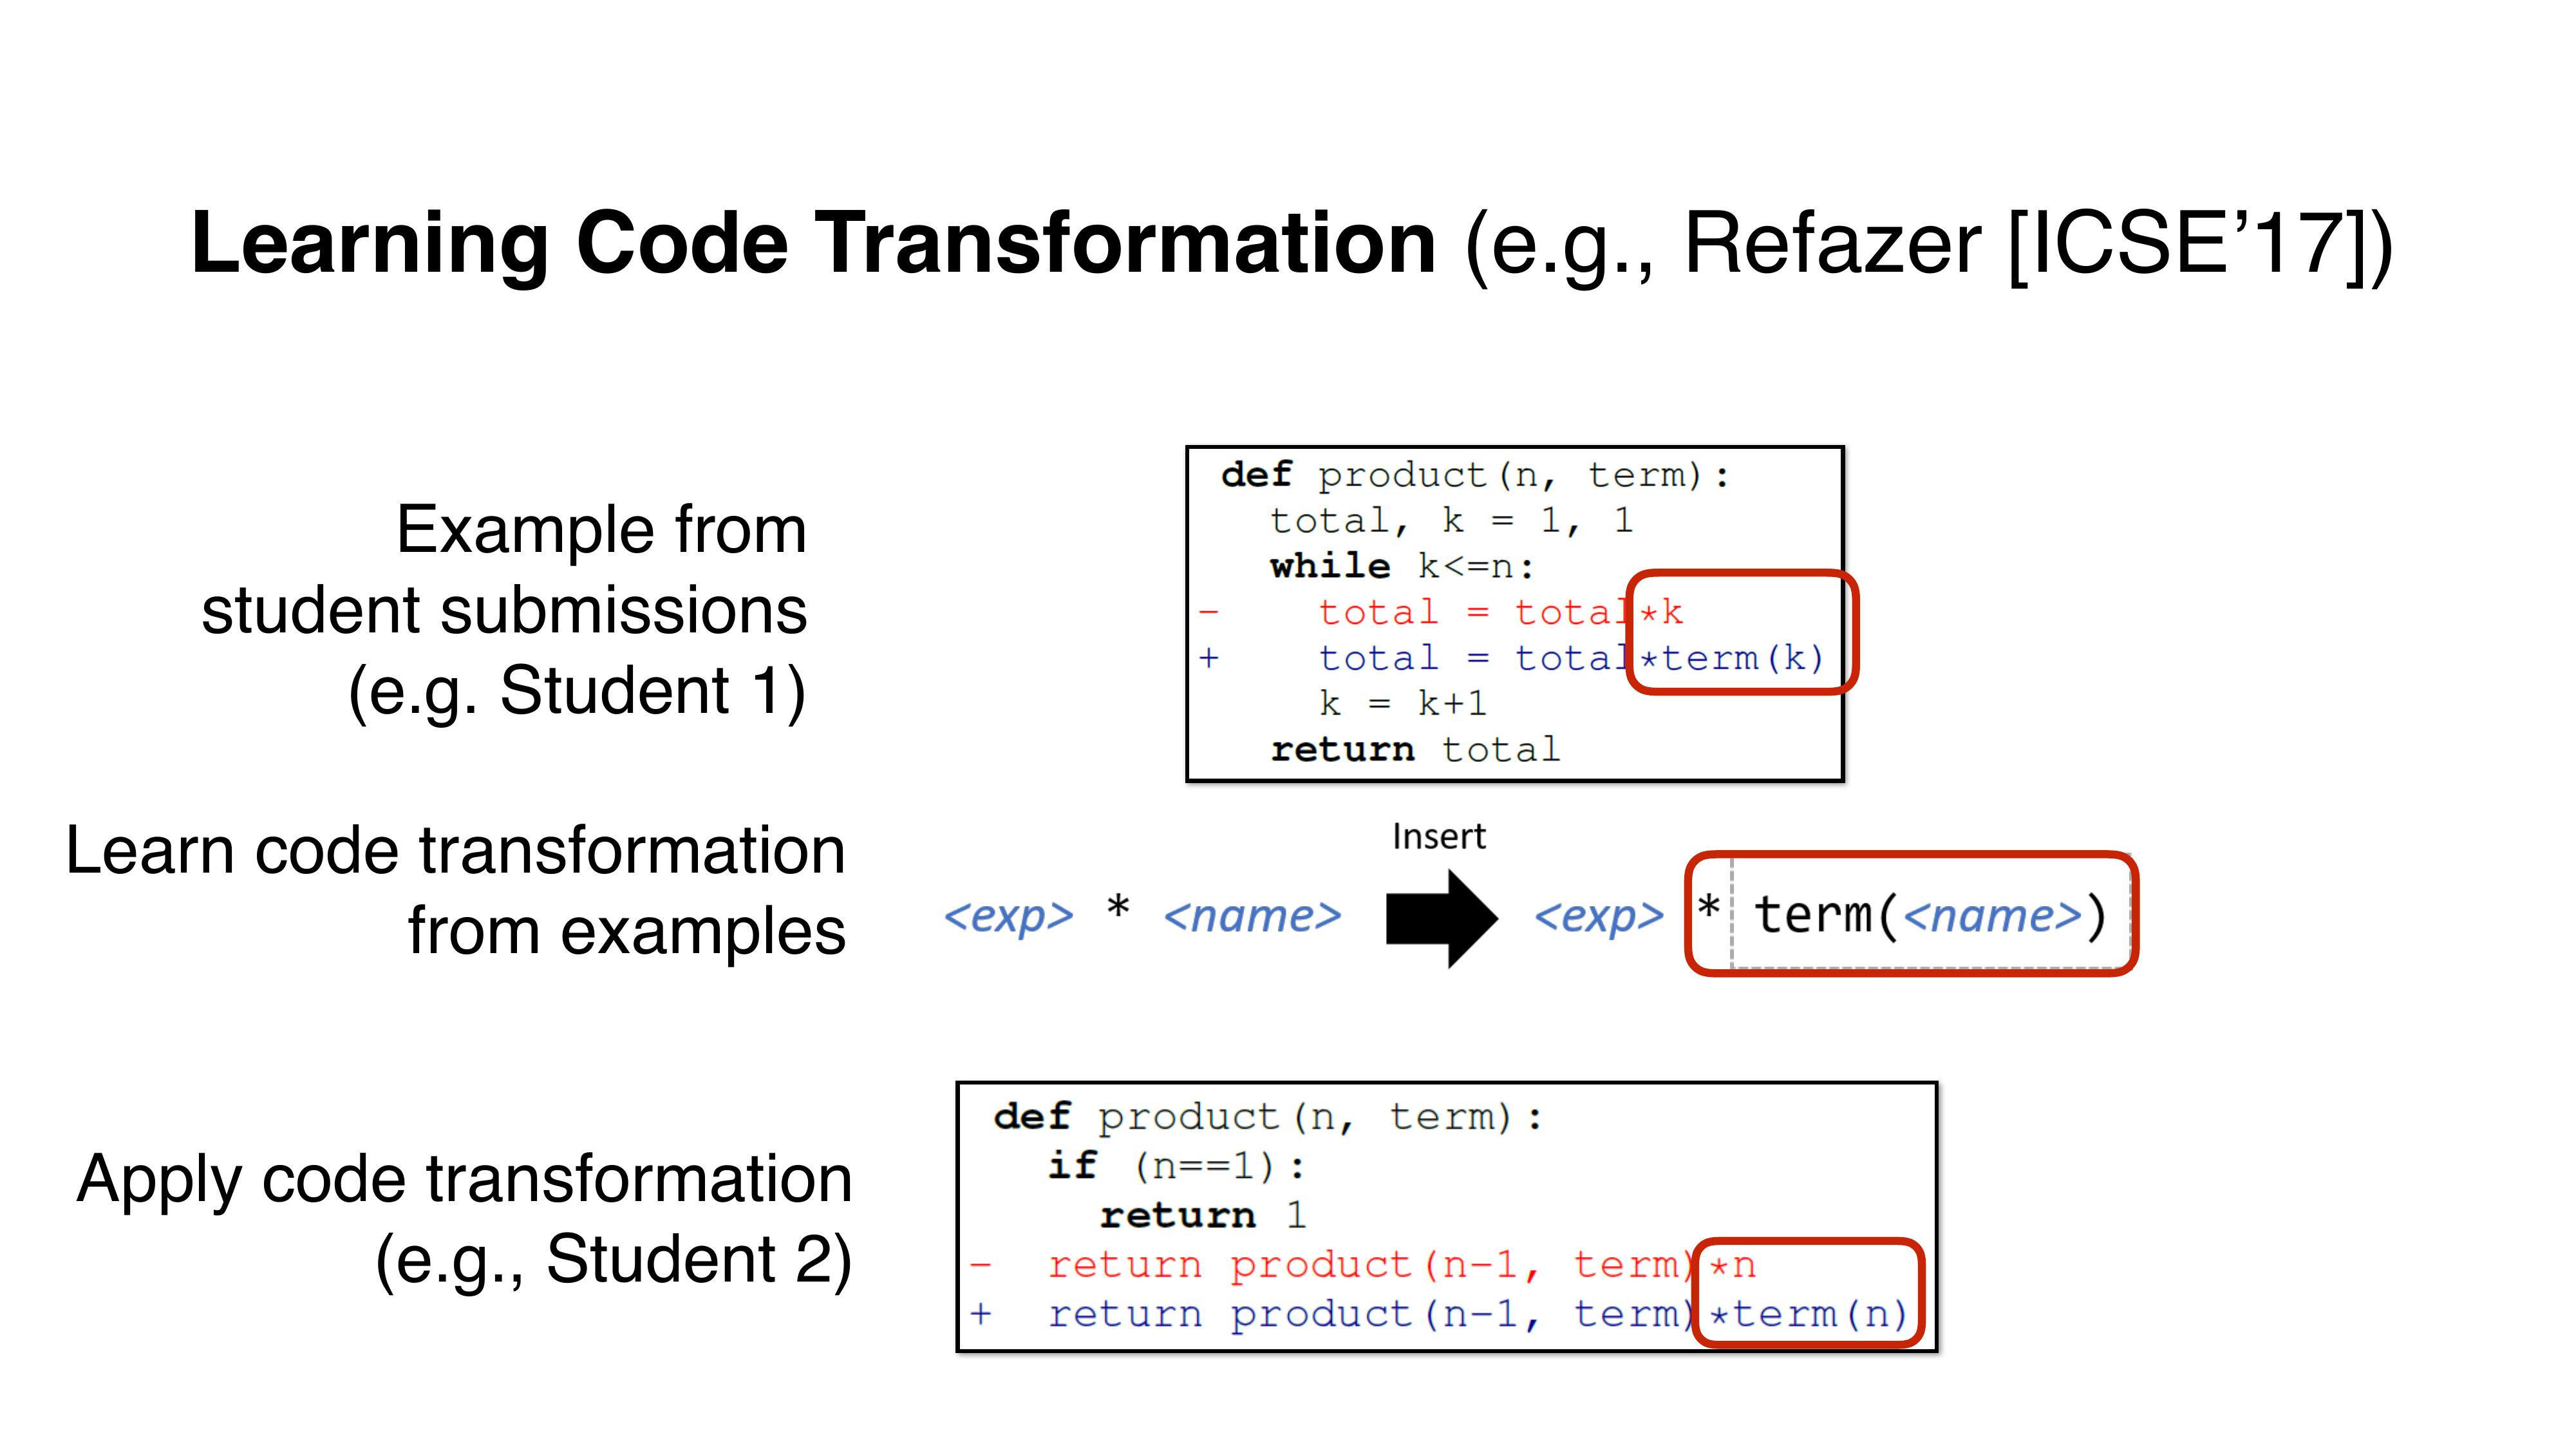 Learning Code Transformation (e.g., Refazer [ICSE’17])
Example from
student submissions
(e.g. Student 1)
def product(n, term):
total, k = 1, 1
while k<=n:
- total = total*k
+ total = total*term(k)
k = k+1
return total
Learn code transformation
from examples
Insert
<exp> * <name> <exp> * term(<name>)
Apply code transformation
(e.g., Student 2)
def product(n, term):
if (n==1):
return 1
- return product(n-1, term)*n
+ return product(n-1, term)*term(n)